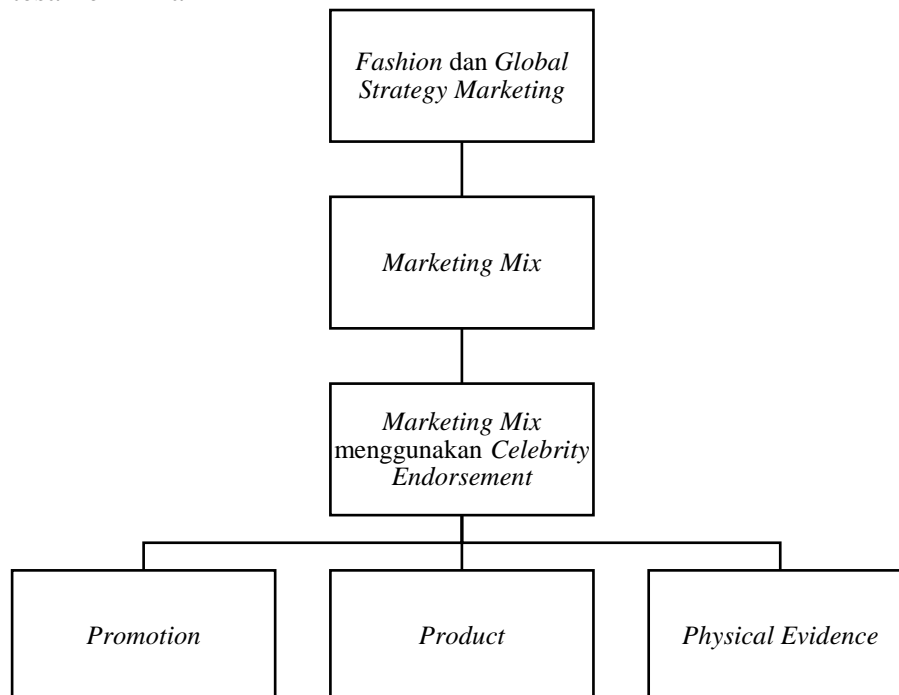 Fashion dan Global
Strategy Marketing
Marketing Mix
Marketing Mix
menggunakan Celebrity
Endorsement
Promotion
Product
Physical Evidence